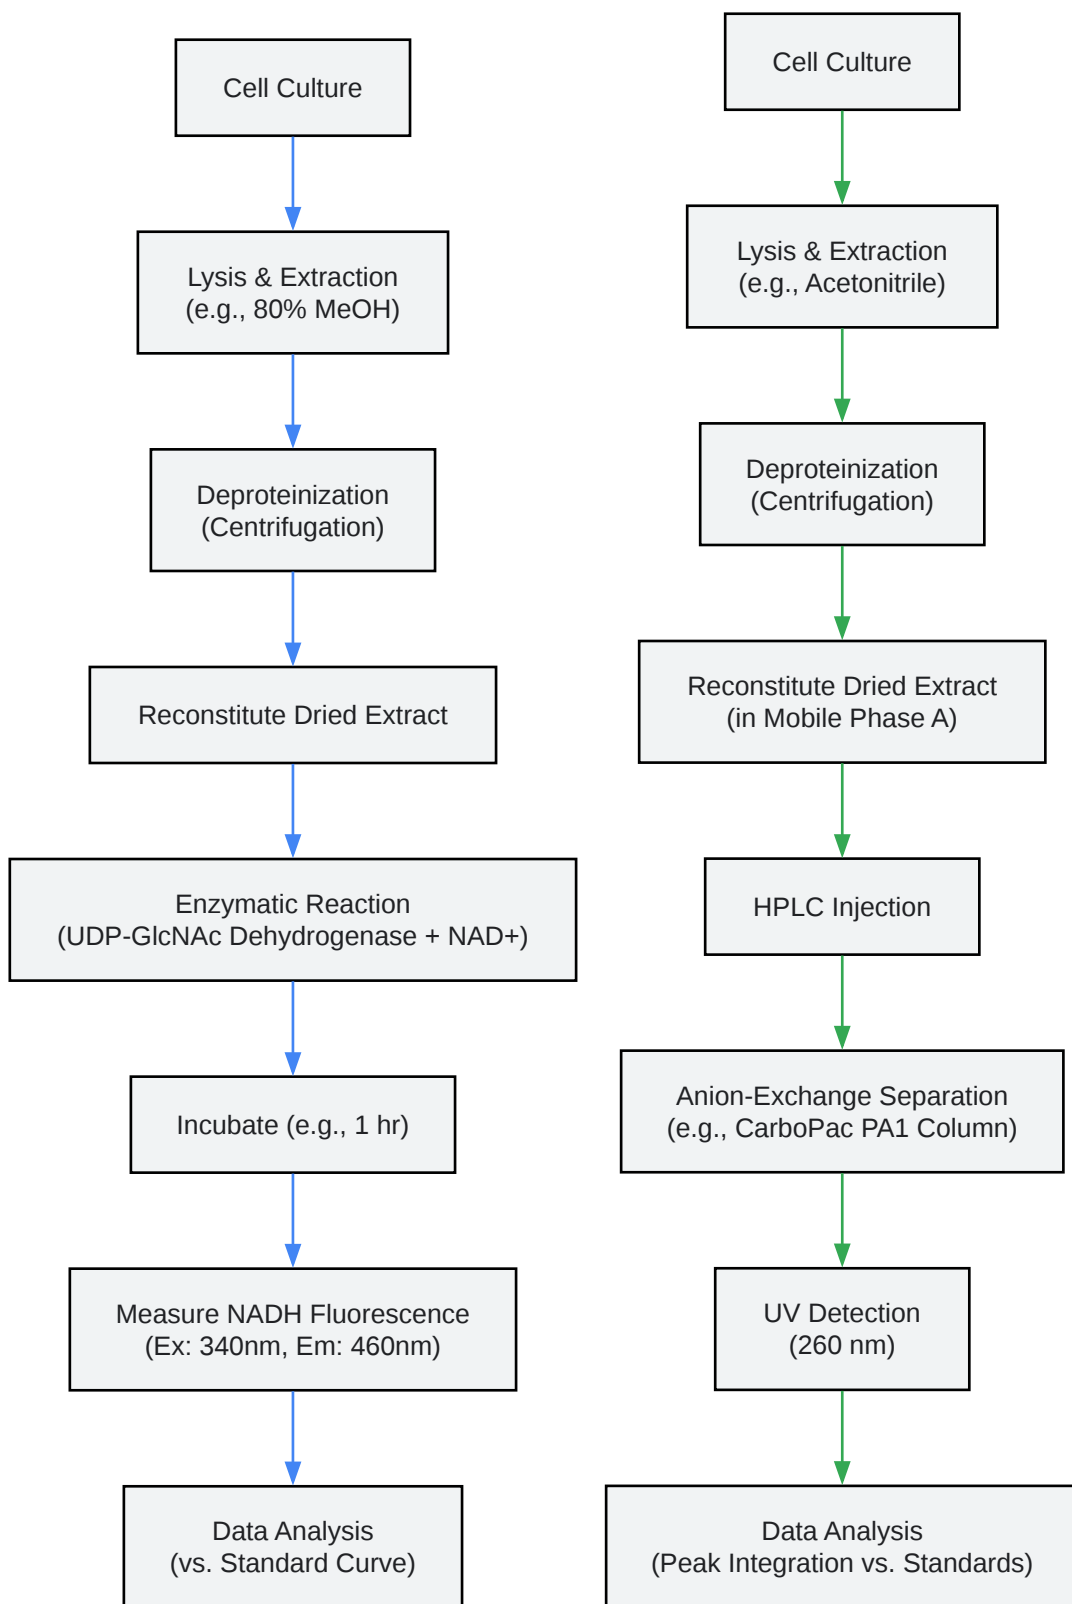 Cell Culture
Lysis & Extraction
(e.g., 80% MeOH)
Deproteinization
(Centrifugation)
Reconstitute Dried Extract
Enzymatic Reaction
(UDP-GlcNAc Dehydrogenase + NAD+)
Incubate (e.g., 1 hr)
Measure NADH Fluorescence
(Ex: 340nm, Em: 460nm)
Data Analysis
(vs. Standard Curve)
Cell Culture
Lysis & Extraction
(e.g., Acetonitrile)
Deproteinization
(Centrifugation)
Reconstitute Dried Extract
(in Mobile Phase A)
HPLC Injection
Anion-Exchange Separation
(e.g., CarboPac PA1 Column)
UV Detection
(260 nm)
Data Analysis
(Peak Integration vs. Standards)